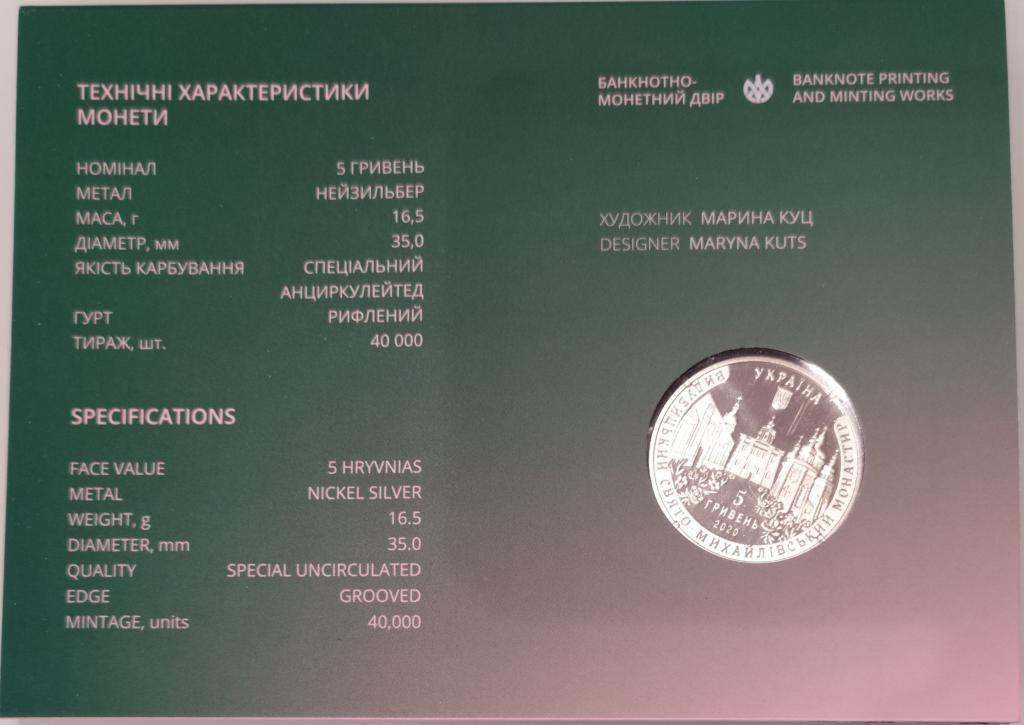 ТЕХНІЧНІ ХАРАКТЕРИСТИКИ
МОНЕТИ
НОМІНАЛ 5 ГРИВЕНЬ
МЕТАЛ НЕЙЗИЛЬБЕР
МАСА, г 16,5
ДІАМЕТР, мм 35,0
ЯКІСТЬ КАРБУВАННЯ СПЕЦІАЛЬНИЙ
АНЦИРКУЛЕЙТЕД
ГУРТ РИФЛЕНИЙ
ТИРАЖ, шт. 40 000
SPECIFICATIONS
FACE VALUE 5 HRYVNIAS
METAL NICKEL SILVER
WEIGHT, g 16.5
DIAMETER, mm 35.0
QUALITY SPECIAL UNCIRCULATED
EDGE GROOVED
MINTAGE, units 40,000
БАНКНОТНО-
МОНЕТНИЙ ДВІР
BANKNOTE PRINTING
AND MINTING WORKS
ХУДОЖНИК МАРИНА КУЦ
DESIGNER MARYNA KUTS
УКРАЇНА
ВИДУБИЦЬКИЙ СВЯТО-МИХАЙЛІВСЬКИЙ МОНАСТИР
5
ГРИВЕНЬ
2020